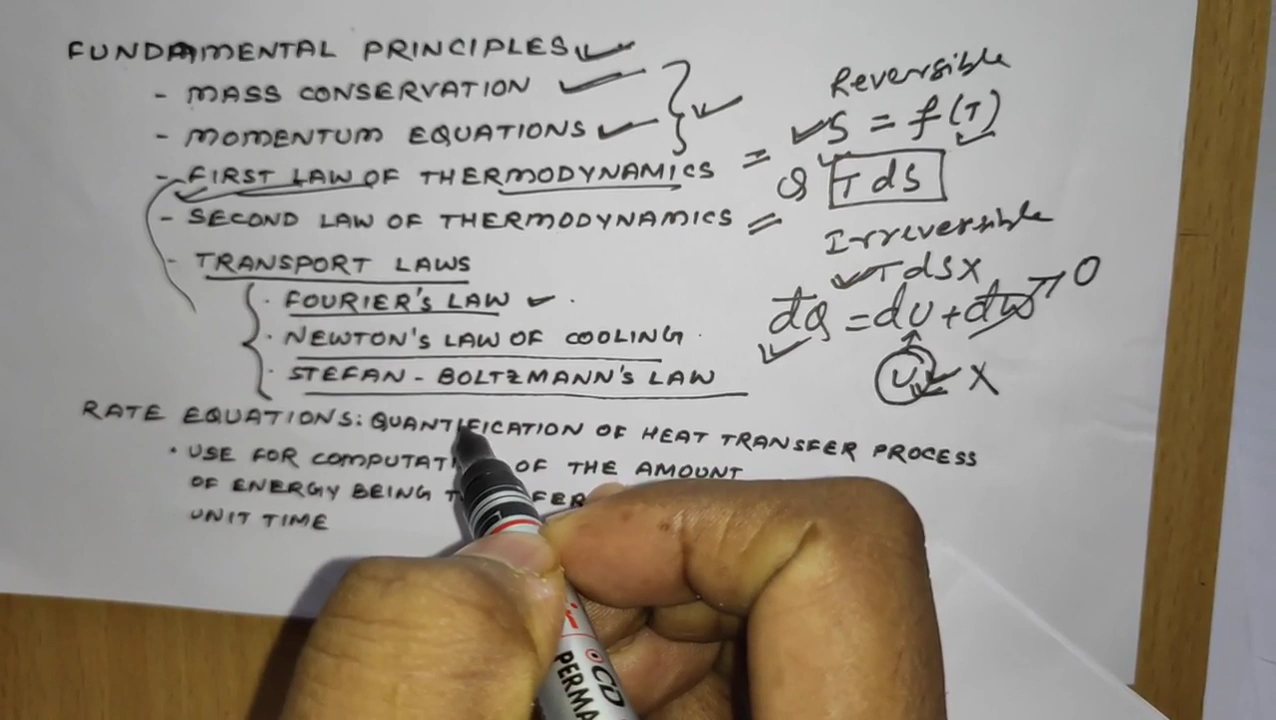 FUNDAMENTAL PRINCIPLES
- MASS CONSERVATION
- MOMENTUM EQUATIONS
- FIRST LAW OF THERMODYNAMICS =
- SECOND LAW OF THERMODYNAMICS =
- TRANSPORT LAWS
· FOURIER'S LAW
· NEWTON'S LAW OF COOLING
· STEFAN-BOLTZMANN'S LAW
RATE EQUATIONS: QUANTIFICATION OF HEAT TRANSFER PROCESS
· USE FOR OF THE AMOUNT
OF ENERGY BEING
UNIT TIME
Reversible
S = f(T)
Q TdS
Irreversible
TdS X
dQ = dU + dW 0
U X
CD
PERMA